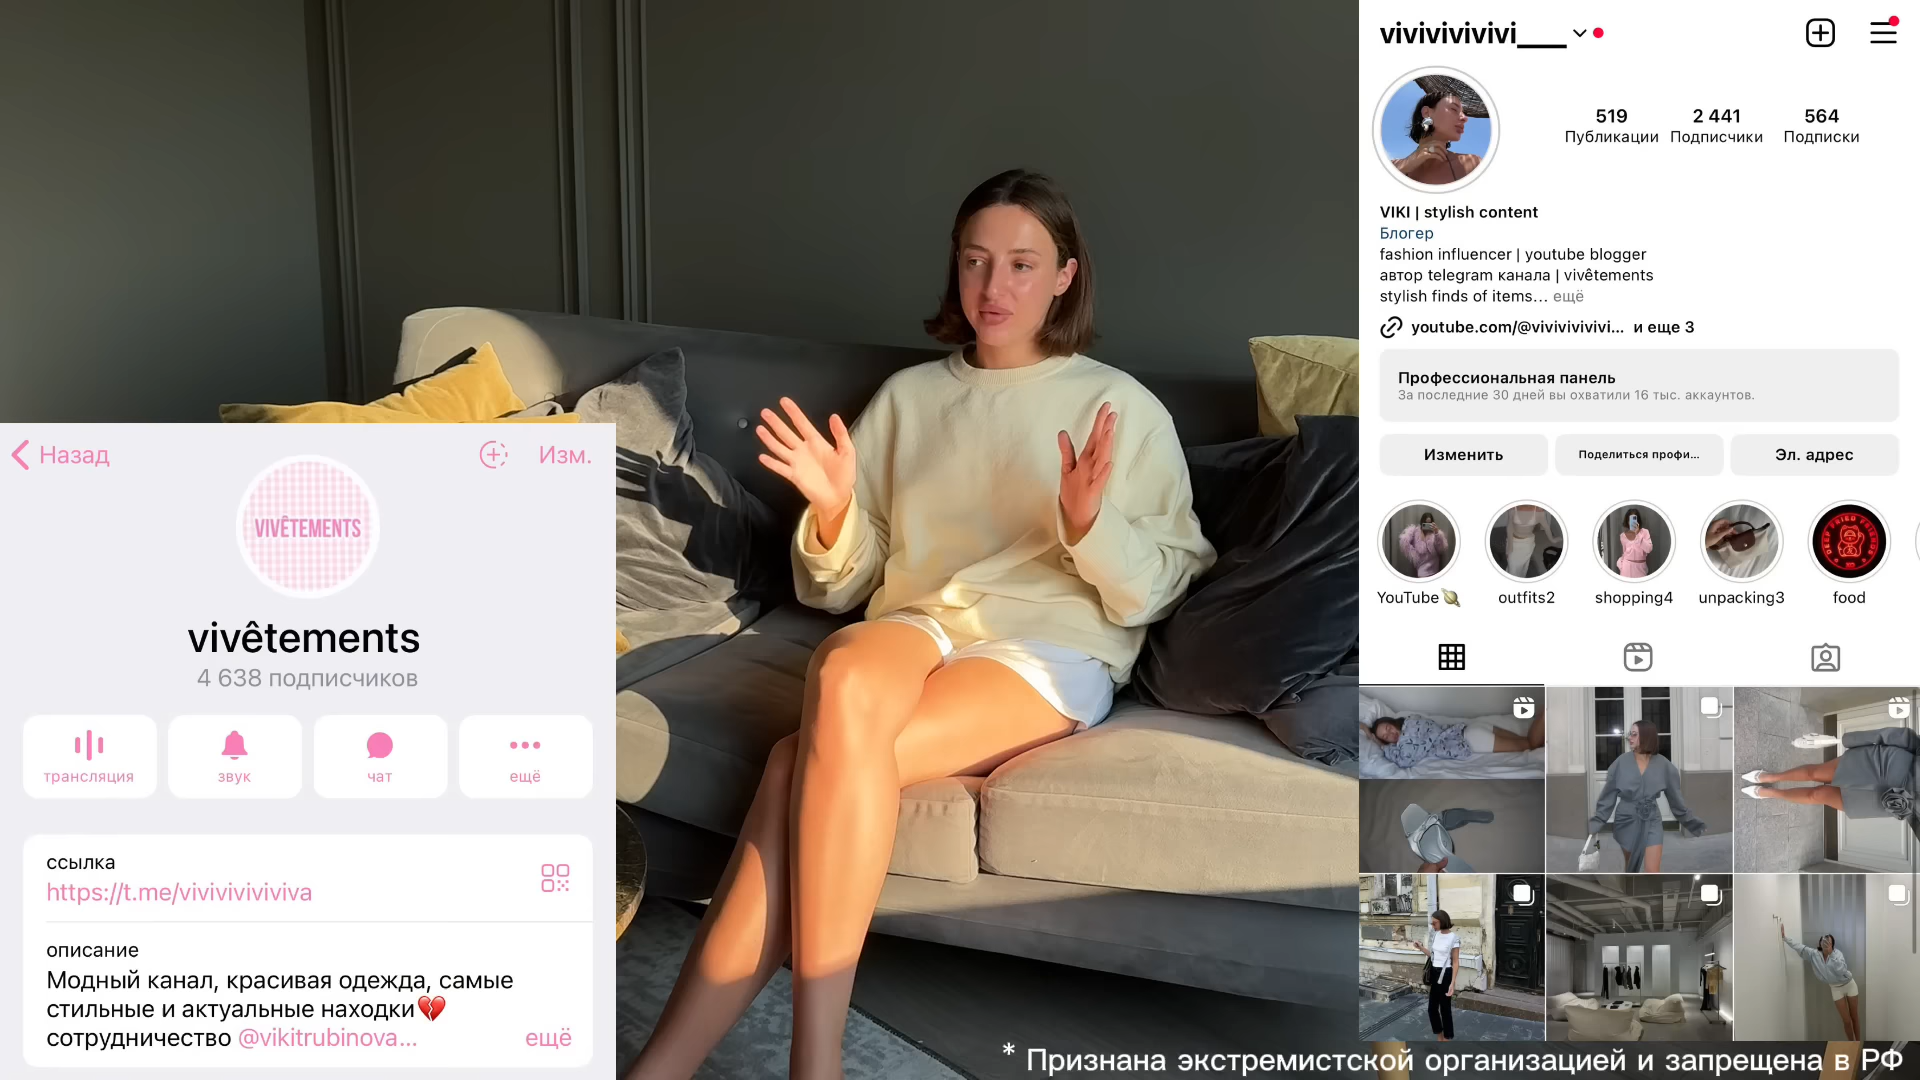 Назад
Изм.
VIVÊTEMENTS
vivêtements
4 638 подписчиков
трансляция
звук
чат
ещё
ссылка
https://t.me/viviviviviva
описание
Модный канал, красивая одежда, самые
стильные и актуальные находки💔
сотрудничество @vikitrubinova...
ещё
vivivivivivi___
519
2 441
564
Публикации
Подписчики
Подписки
VIKI | stylish content
Блогер
fashion influencer | youtube blogger
автор telegram канала | vivêtements
stylish finds of items... ещё
youtube.com/@vivivivivivi... и еще 3
Профессиональная панель
За последние 30 дней вы охватили 16 тыс. аккаунтов.
Изменить
Поделиться профи...
Эл. адрес
YouTube🪐
outfits2
shopping4
unpacking3
food
DEEP FRIED FRIENDS
* Признана экстремистской организацией и запрещена в РФ